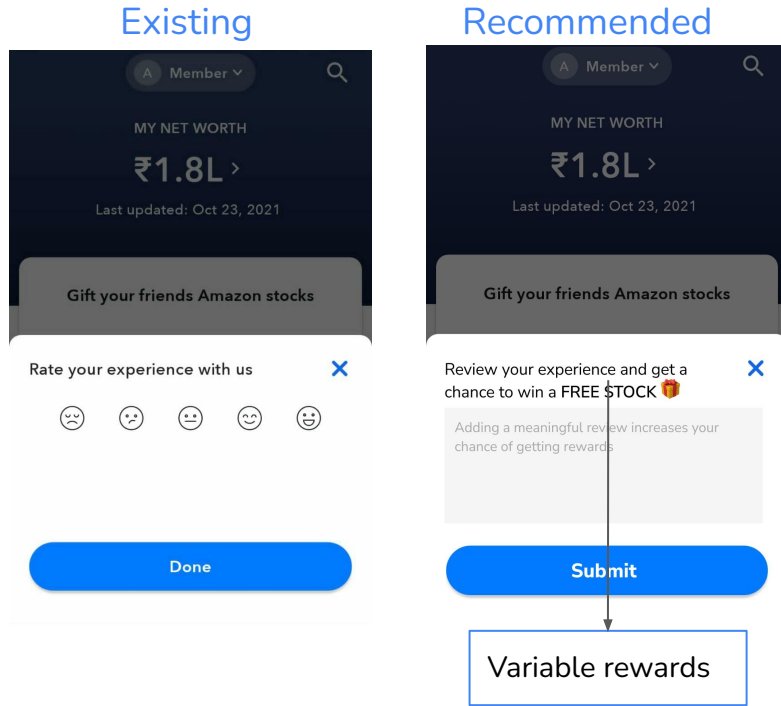 Existing
Recommended
A Member
MY NET WORTH
₹1.8L
Last updated: Oct 23, 2021
Gift your friends Amazon stocks
Rate your experience with us
Done
A Member
MY NET WORTH
₹1.8L
Last updated: Oct 23, 2021
Gift your friends Amazon stocks
Review your experience and get a
chance to win a FREE STOCK 🎁
Adding a meaningful review increases your
chance of getting rewards
Submit
Variable rewards